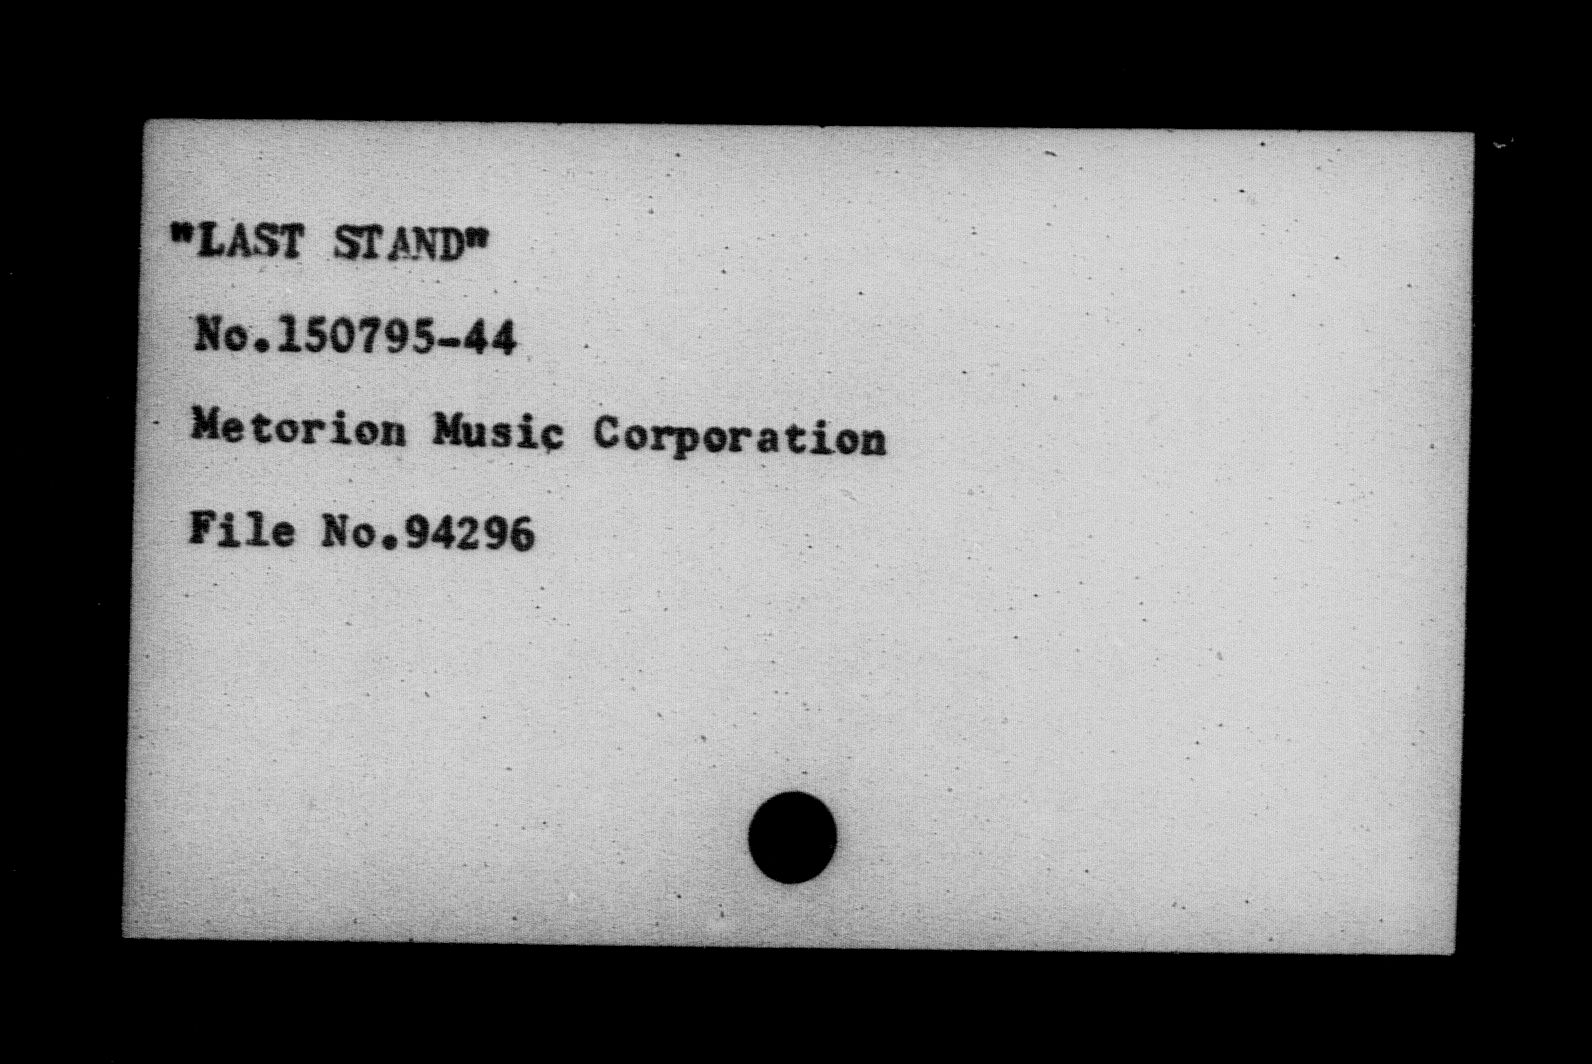 "LAST STAND"
No.150795-44
Metorion Music Corporation
File No.94296